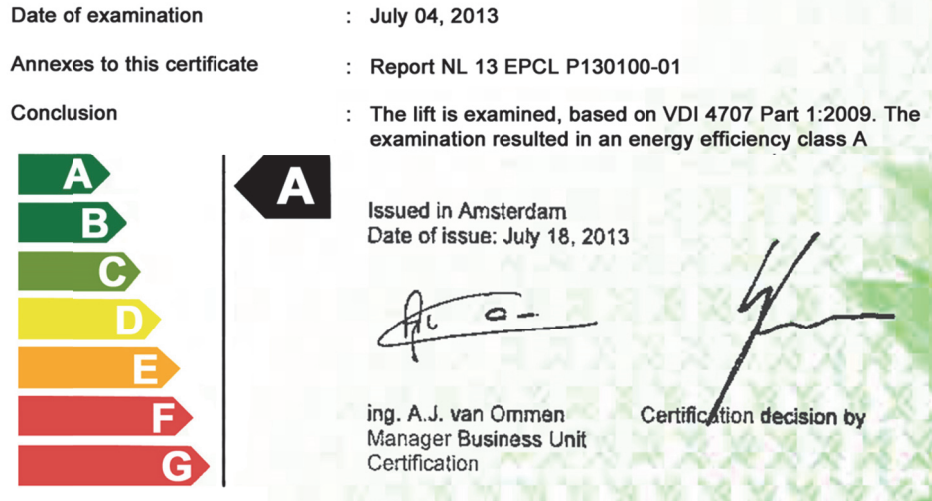 Date of examination : July 04, 2013
Annexes to this certificate : Report NL 13 EPCL P130100-01
Conclusion : The lift is examined, based on VDI 4707 Part 1:2009. The
examination resulted in an energy efficiency class A
A
A
B
C
D
E
F
G
Issued in Amsterdam
Date of issue: July 18, 2013
ing. A.J. van Ommen
Manager Business Unit
Certification
Certification decision by